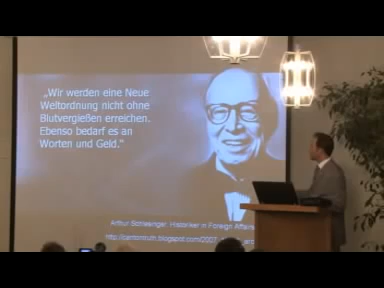 „Wir werden eine Neue
Weltordnung nicht ohne
Blutvergießen erreichen.
Ebenso bedarf es an
Worten und Geld."
Arthur Schlesinger, Historiker in Foreign Affairs